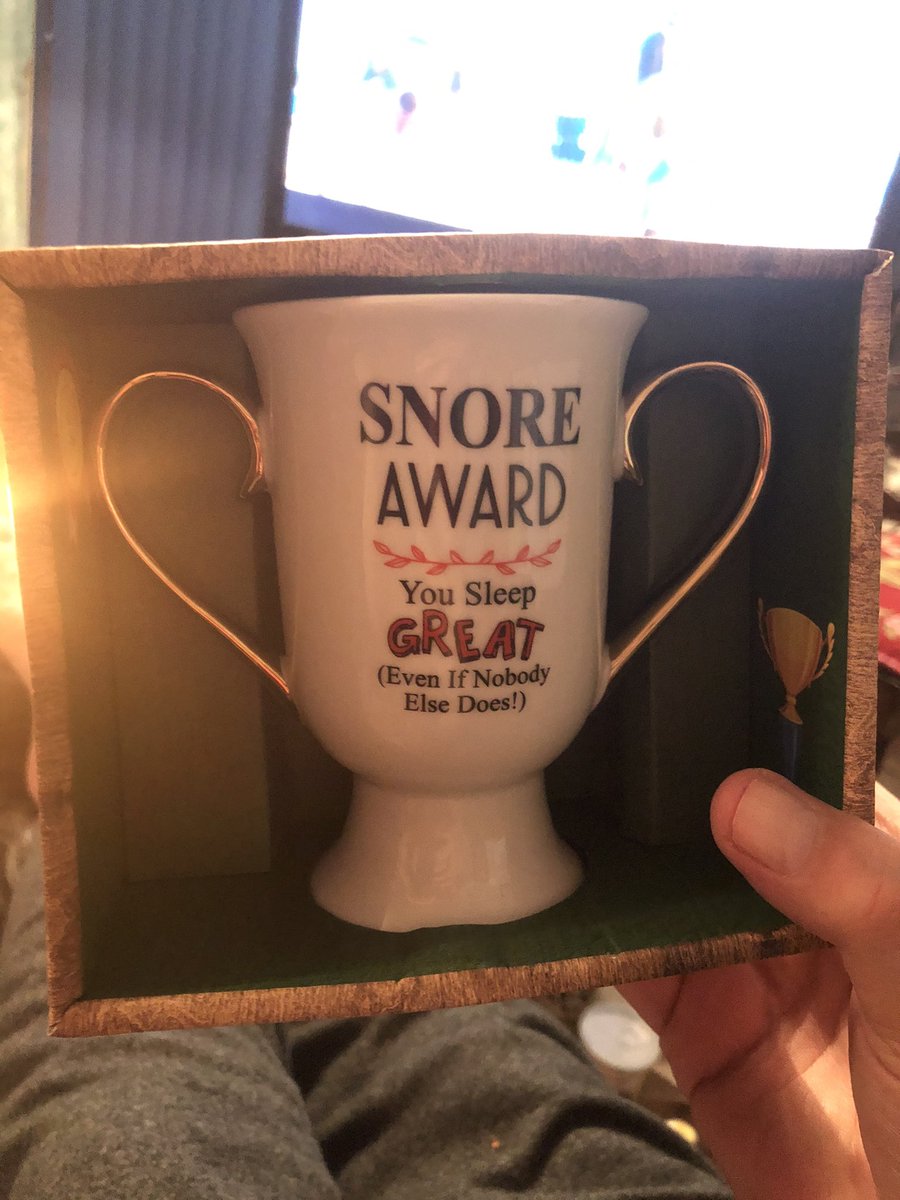 SNORE
AWARD
You Sleep
GREAT
(Even If Nobody
Else Does!)